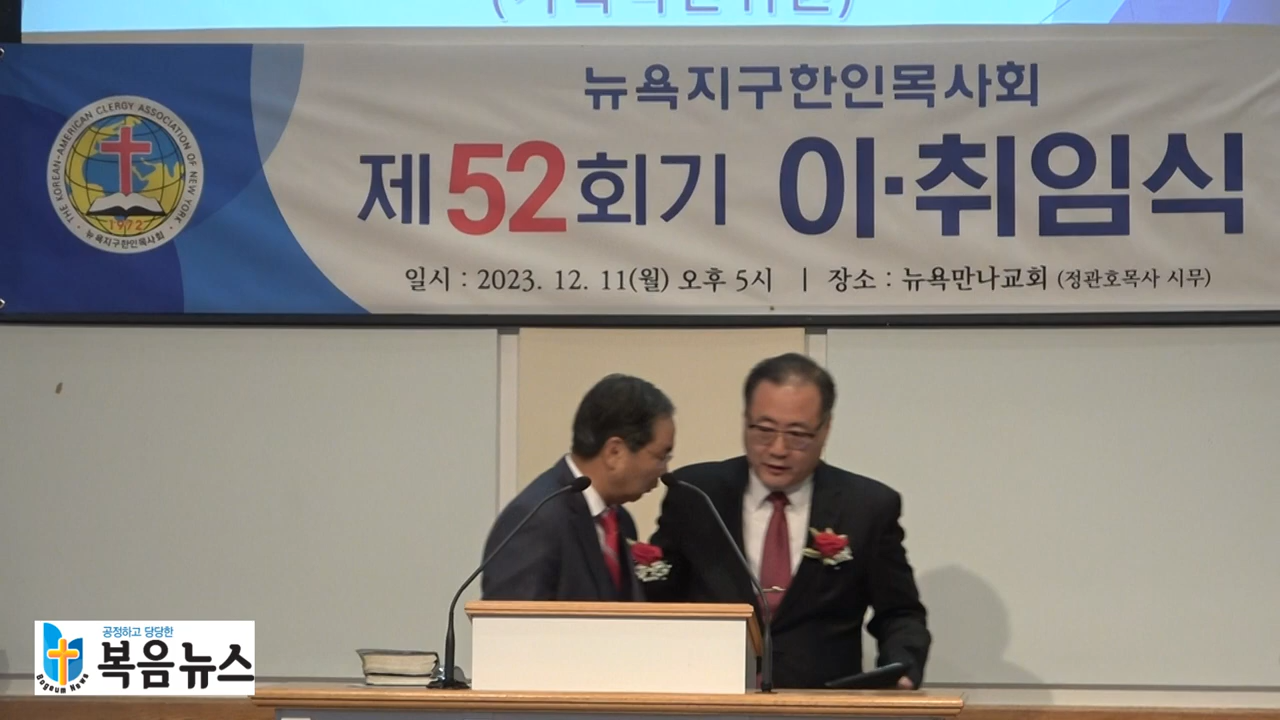 뉴욕지구한인목사회
제52회기 이·취임식
일시 : 2023. 12. 11(월) 오후 5시 | 장소 : 뉴욕만나교회 (정관호목사 시무)
THE KOREAN-AMERICAN CLERGY ASSOCIATION OF NEW YORK
1972
뉴욕지구한인목사회
공정하고 당당한
복음뉴스
Bogeum News